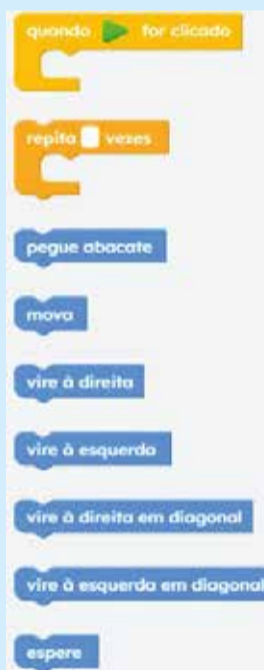 quando for clicado
repita vezes
pegue abacate
mova
vire à direita
vire à esquerda
vire à direita em diagonal
vire à esquerda em diagonal
espere